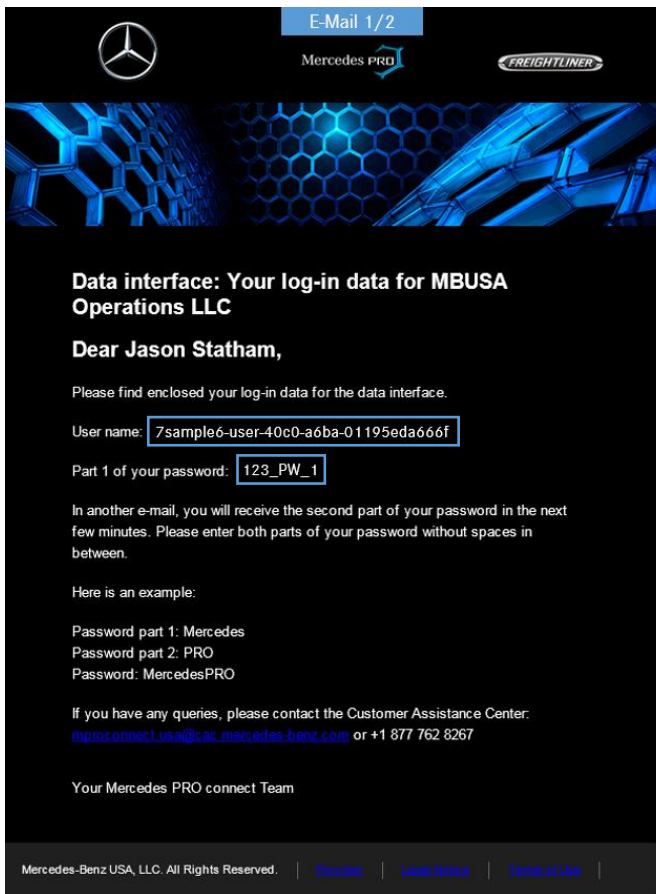 E-Mail 1/2
Mercedes PRO
FREIGHTLINER
Data interface: Your log-in data for MBUSA
Operations LLC
Dear Jason Statham,
Please find enclosed your log-in data for the data interface.
User name: 7sample6-user-40c0-a6ba-01195eda666f
Part 1 of your password: 123_PW_1
In another e-mail, you will receive the second part of your password in the next
few minutes. Please enter both parts of your password without spaces in
between.
Here is an example:
Password part 1: Mercedes
Password part 2: PRO
Password: MercedesPRO
If you have any queries, please contact the Customer Assistance Center:
mproconnect.usa@cac.mercedes-benz.com or +1 877 762 8267
Your Mercedes PRO connect Team
Mercedes-Benz USA, LLC. All Rights Reserved. | Provider | Legal Notice | Terms of Use |